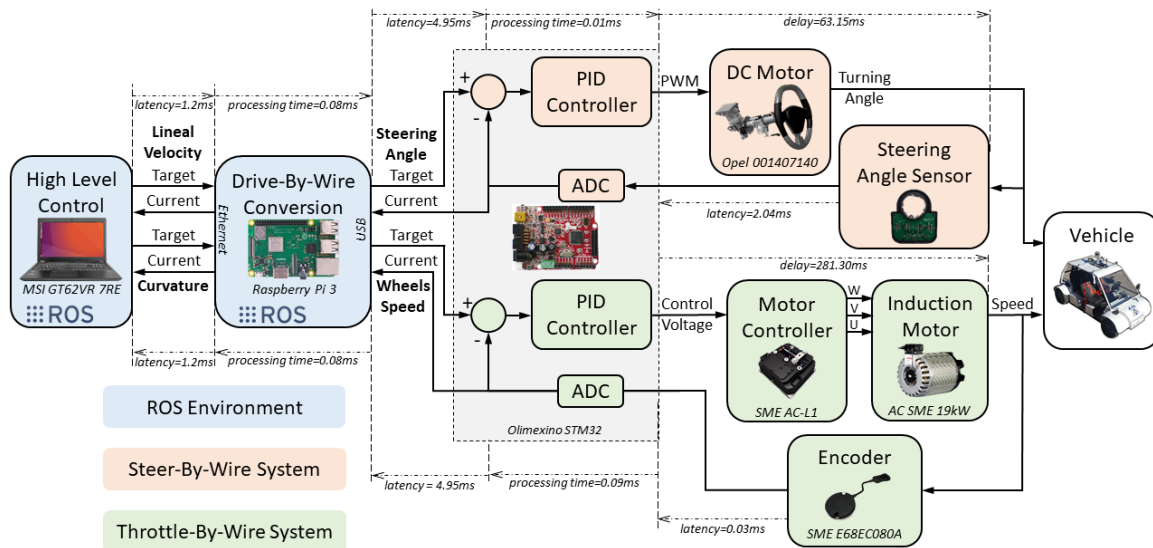 latency=4.95ms
processing time=0.01ms
delay=63.15ms
latency=1.2ms
processing time=0.08ms
Lineal
Velocity
Target
Current
Target
Current
Curvature
High Level
Control
MSI GT62VR 7RE
ROS
Ethernet
Drive-By-Wire
Conversion
Raspberry Pi 3
ROS
USB
Steering
Angle
Target
Current
Target
Current
Wheels
Speed
+
-
PID
Controller
PWM
DC Motor
Opel 001407140
Turning
Angle
ADC
Steering
Angle Sensor
latency=2.04ms
delay=281.30ms
Vehicle
+
-
PID
Controller
Control
Voltage
Motor
Controller
SME AC-L1
W
V
U
Induction
Motor
AC SME 19kW
Speed
ADC
Olimexino STM32
latency=1.2ms
processing time=0.08ms
latency = 4.95ms
processing time=0.09ms
Encoder
SME E68EC080A
latency=0.03ms
ROS Environment
Steer-By-Wire System
Throttle-By-Wire System